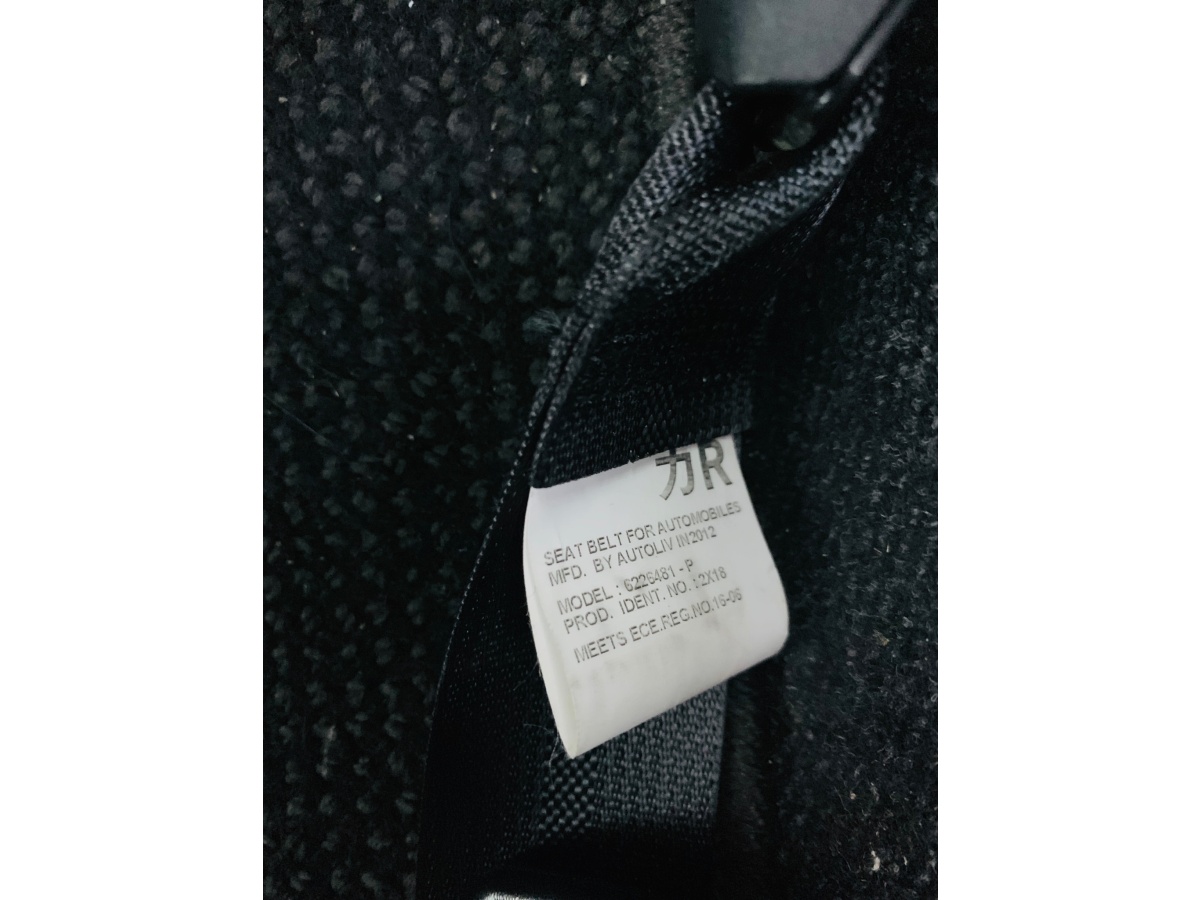 力R
SEAT BELT FOR AUTOMOBILES
MFD. BY AUTOLIV IN2012
MODEL : 6226481 - P
PROD. IDENT. NO. : 2X18
MEETS ECE.REG.NO.16-06